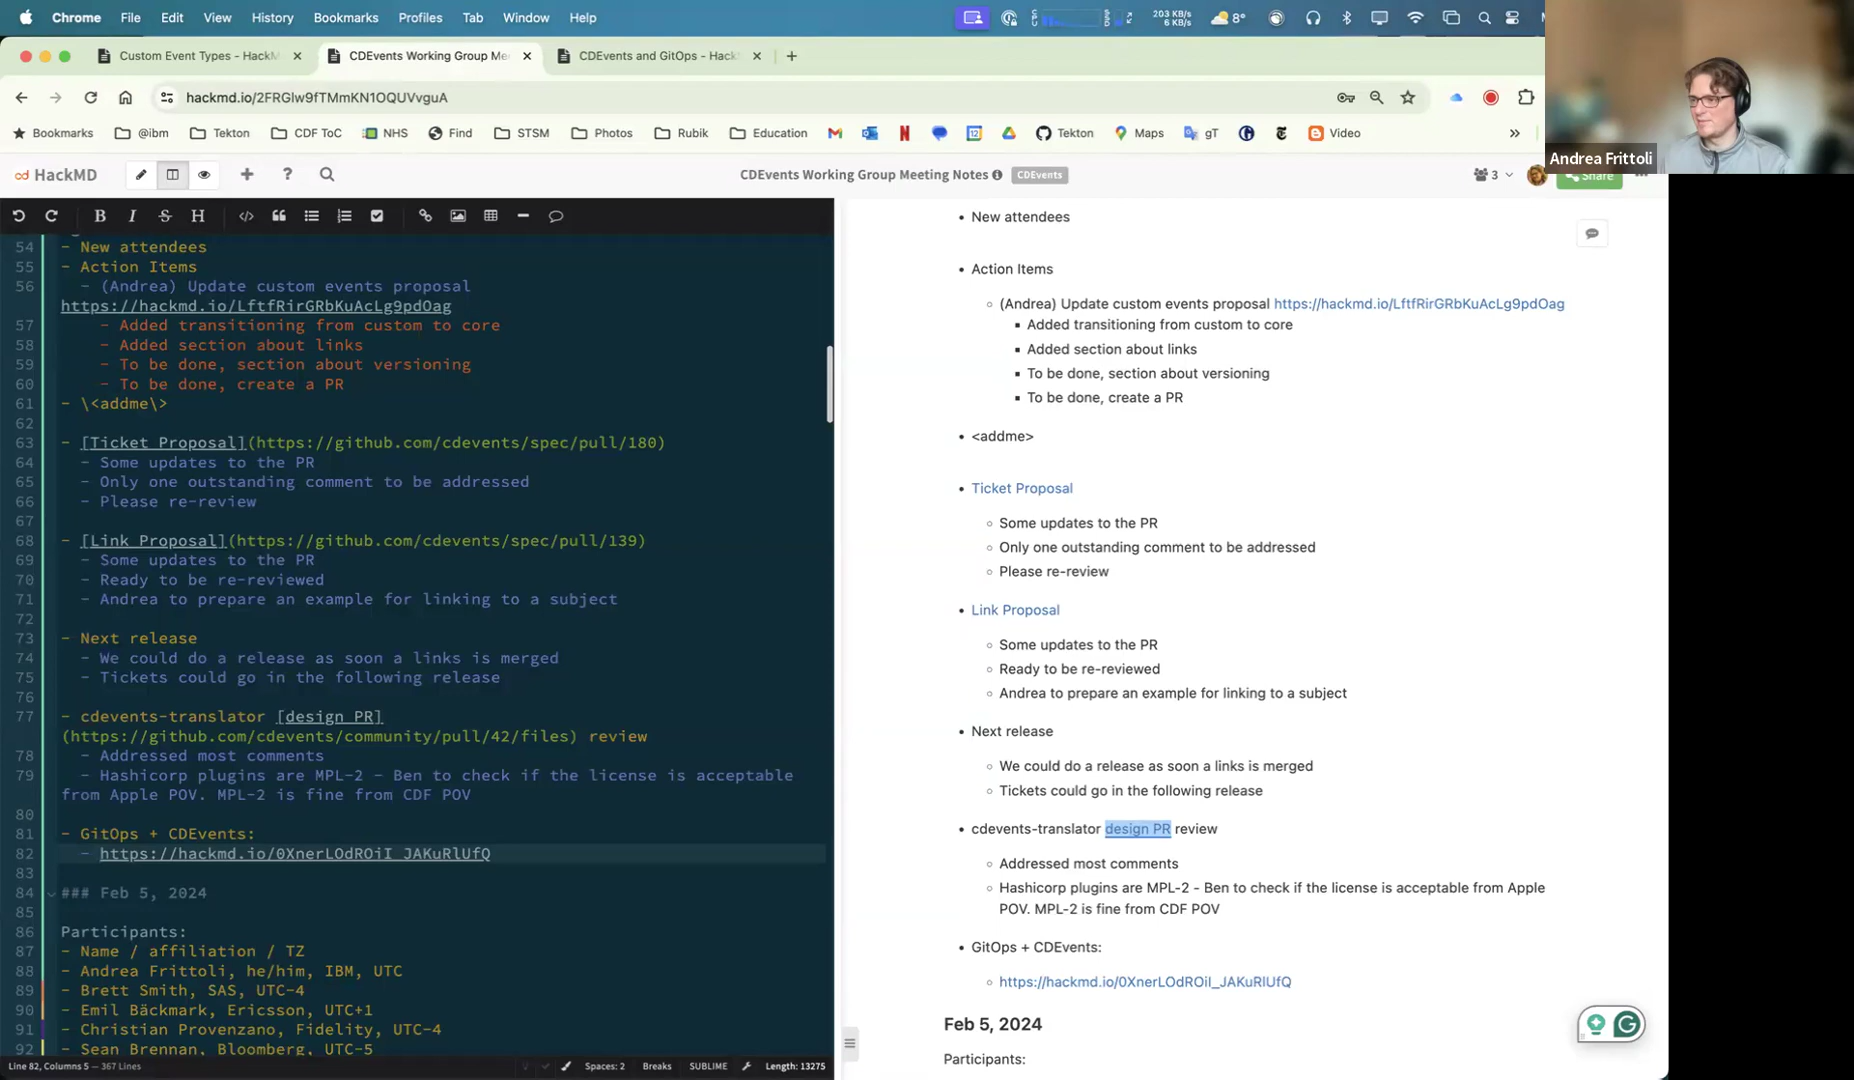 Chrome File Edit View History Bookmarks Profiles Tab Window Help 203 KB/s 6 KB/s 8°
Custom Event Types - HackM CDEvents Working Group Me CDEvents and GitOps - Hack
hackmd.io/2FRGlw9fTMmKN1OQUVvguA
Bookmarks @ibm Tekton CDF ToC NHS Find STSM Photos Rubik Education Tekton Maps gT Video
Andrea Frittoli
HackMD CDEvents Working Group Meeting Notes CDEvents 3 Share
54 - New attendees
55 - Action Items
56 - (Andrea) Update custom events proposal
https://hackmd.io/LftfRirGRbKuAcLg9pdOag
57 - Added transitioning from custom to core
58 - Added section about links
59 - To be done, section about versioning
60 - To be done, create a PR
61 - \<addme\>
62
63 - [Ticket Proposal](https://github.com/cdevents/spec/pull/180)
64 - Some updates to the PR
65 - Only one outstanding comment to be addressed
66 - Please re-review
67
68 - [Link Proposal](https://github.com/cdevents/spec/pull/139)
69 - Some updates to the PR
70 - Ready to be re-reviewed
71 - Andrea to prepare an example for linking to a subject
72
73 - Next release
74 - We could do a release as soon a links is merged
75 - Tickets could go in the following release
76
77 - cdevents-translator [design PR]
(https://github.com/cdevents/community/pull/42/files) review
78 - Addressed most comments
79 - Hashicorp plugins are MPL-2 - Ben to check if the license is acceptable
from Apple POV. MPL-2 is fine from CDF POV
80
81 - GitOps + CDEvents:
82 - https://hackmd.io/0XnerLOdROiI_JAKuRlUfQ
83
84 ### Feb 5, 2024
85
86 Participants:
87 - Name / affiliation / TZ
88 - Andrea Frittoli, he/him, IBM, UTC
89 - Brett Smith, SAS, UTC-4
90 - Emil Bäckmark, Ericsson, UTC+1
91 - Christian Provenzano, Fidelity, UTC-4
92 - Sean Brennan, Bloomberg, UTC-5
Line 82, Columns 5 — 367 Lines Spaces: 2 Breaks SUBLIME Length: 13275
• New attendees
• Action Items
◦ (Andrea) Update custom events proposal https://hackmd.io/LftfRirGRbKuAcLg9pdOag
▪ Added transitioning from custom to core
▪ Added section about links
▪ To be done, section about versioning
▪ To be done, create a PR
• <addme>
• Ticket Proposal
◦ Some updates to the PR
◦ Only one outstanding comment to be addressed
◦ Please re-review
• Link Proposal
◦ Some updates to the PR
◦ Ready to be re-reviewed
◦ Andrea to prepare an example for linking to a subject
• Next release
◦ We could do a release as soon a links is merged
◦ Tickets could go in the following release
• cdevents-translator design PR review
◦ Addressed most comments
◦ Hashicorp plugins are MPL-2 - Ben to check if the license is acceptable from Apple
POV. MPL-2 is fine from CDF POV
• GitOps + CDEvents:
◦ https://hackmd.io/0XnerLOdROiI_JAKuRlUfQ
Feb 5, 2024
Participants: